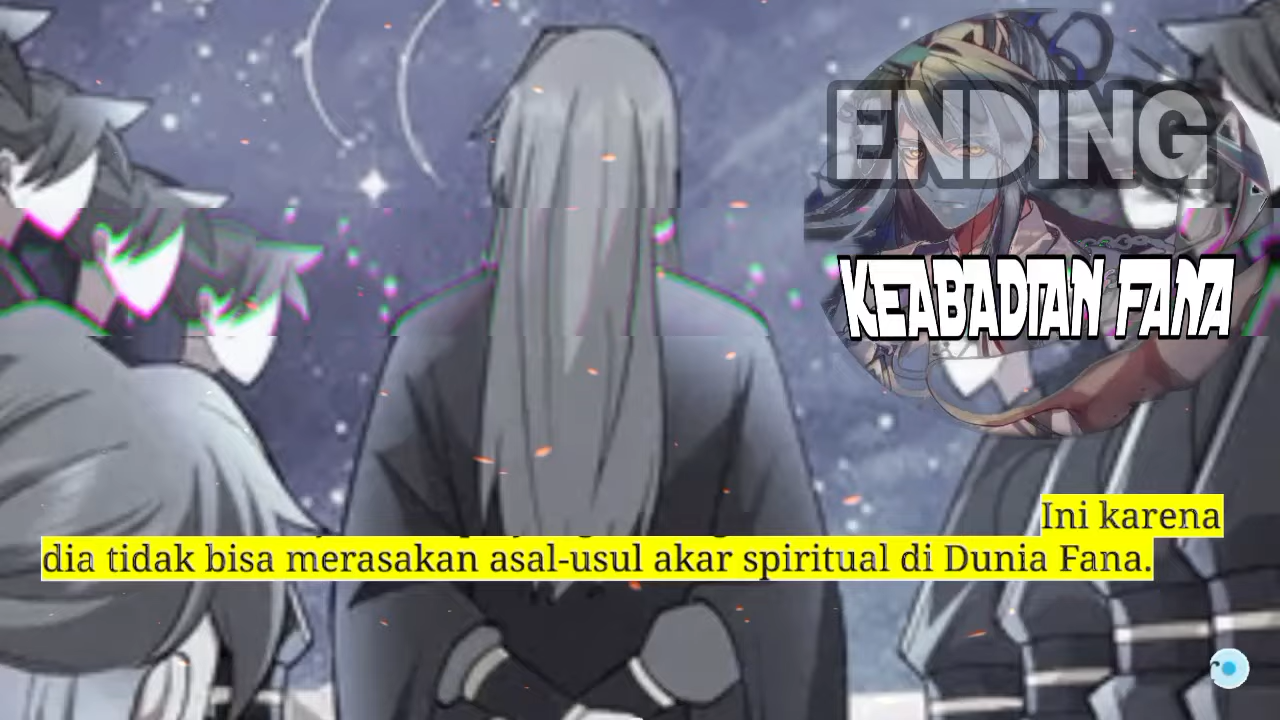 ENDING
KEABADIAN FANA
Ini karena
dia tidak bisa merasakan asal-usul akar spiritual di Dunia Fana.